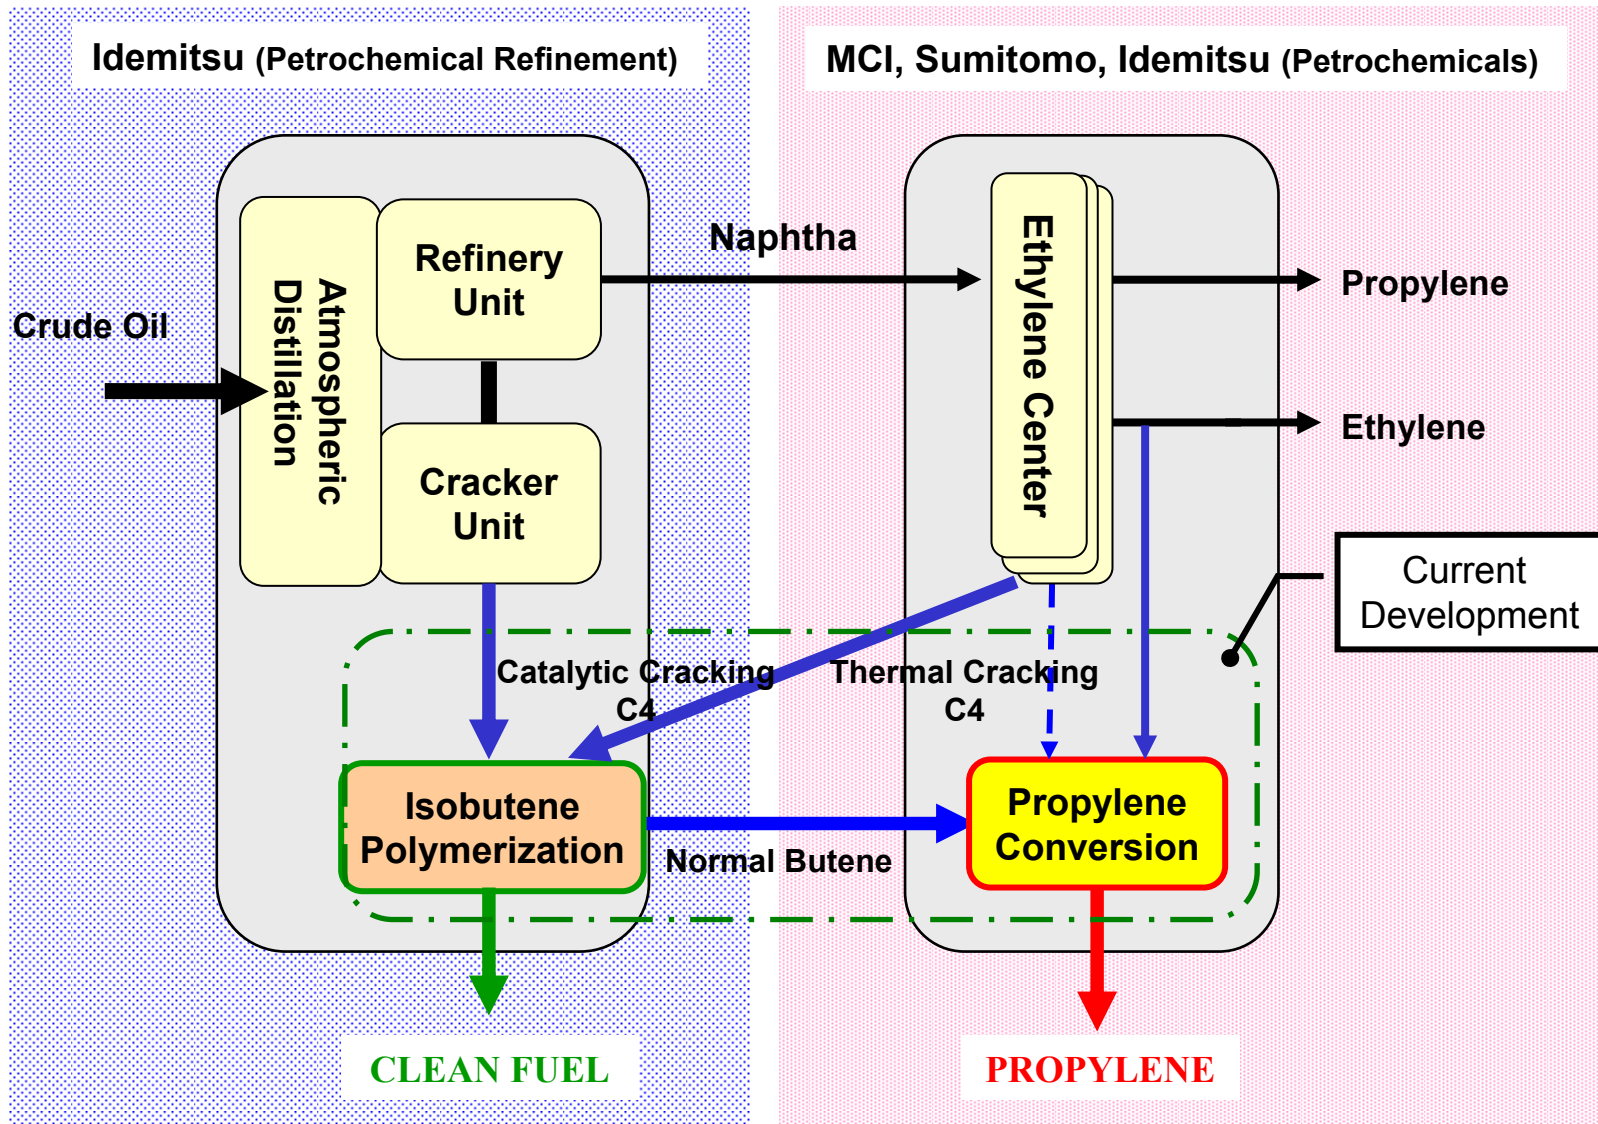 Idemitsu (Petrochemical Refinement)
MCI, Sumitomo, Idemitsu (Petrochemicals)
Crude Oil
Atmospheric
Distillation
Refinery
Unit
Cracker
Unit
Naphtha
Ethylene Center
Propylene
Ethylene
Current
Development
Catalytic Cracking
C4
Thermal Cracking
C4
Isobutene
Polymerization
Normal Butene
Propylene
Conversion
CLEAN FUEL
PROPYLENE